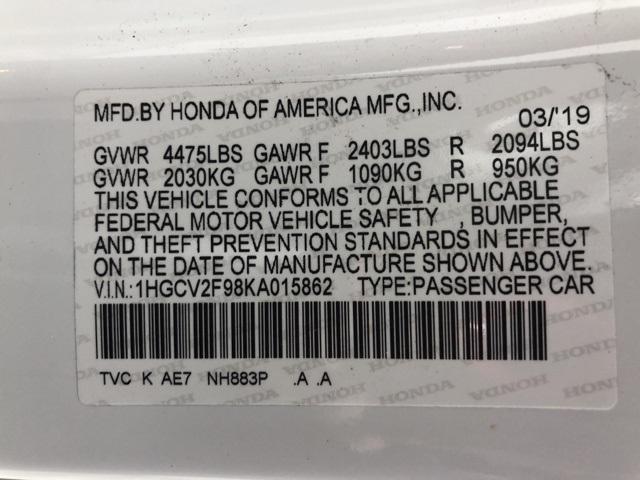 MFD.BY HONDA OF AMERICA MFG.,INC. 03/'19
GVWR 4475LBS GAWR F 2403LBS R 2094LBS
GVWR 2030KG GAWR F 1090KG R 950KG
THIS VEHICLE CONFORMS TO ALL APPLICABLE
FEDERAL MOTOR VEHICLE SAFETY , BUMPER,
AND THEFT PREVENTION STANDARDS IN EFFECT
ON THE DATE OF MANUFACTURE SHOWN ABOVE.
V.I.N.:1HGCV2F98KA015862 TYPE:PASSENGER CAR
TVC K AE7 NH883P .A .A